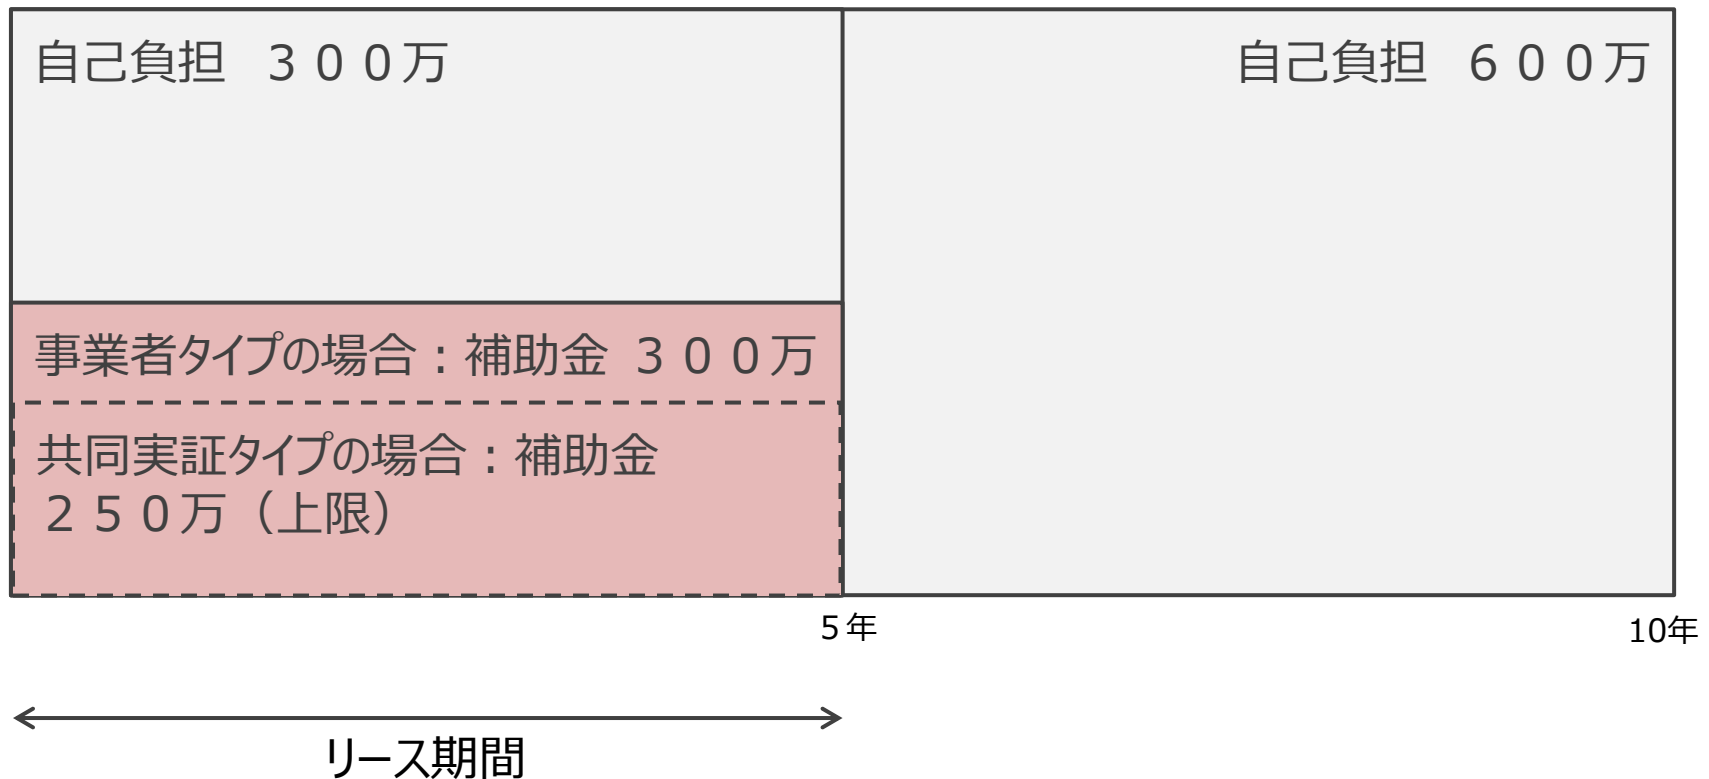 自己負担　３００万
自己負担　６００万
事業者タイプの場合：補助金 ３００万
共同実証タイプの場合：補助金
２５０万（上限）
５年
10年
リース期間